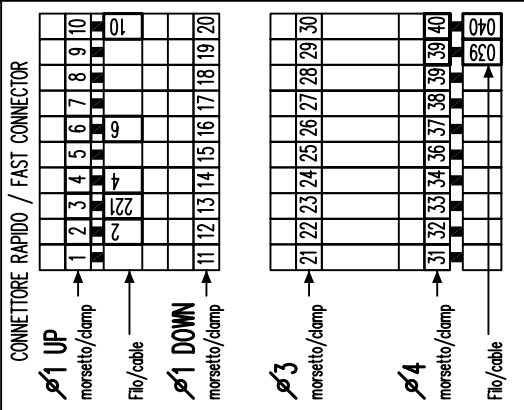 CONNETTORE RAPIDO / FAST CONNECTOR
ø1 UP
morsetto/clamp 1 2 3 4 5 6 7 8 9 10
Filo/cable 2 221 4 6 10
ø1 DOWN
morsetto/clamp 11 12 13 14 15 16 17 18 19 20
ø3
morsetto/clamp 21 22 23 24 25 26 27 28 29 30
ø4
morsetto/clamp 31 32 33 34 36 37 38 39 39 40
Filo/cable 039 040